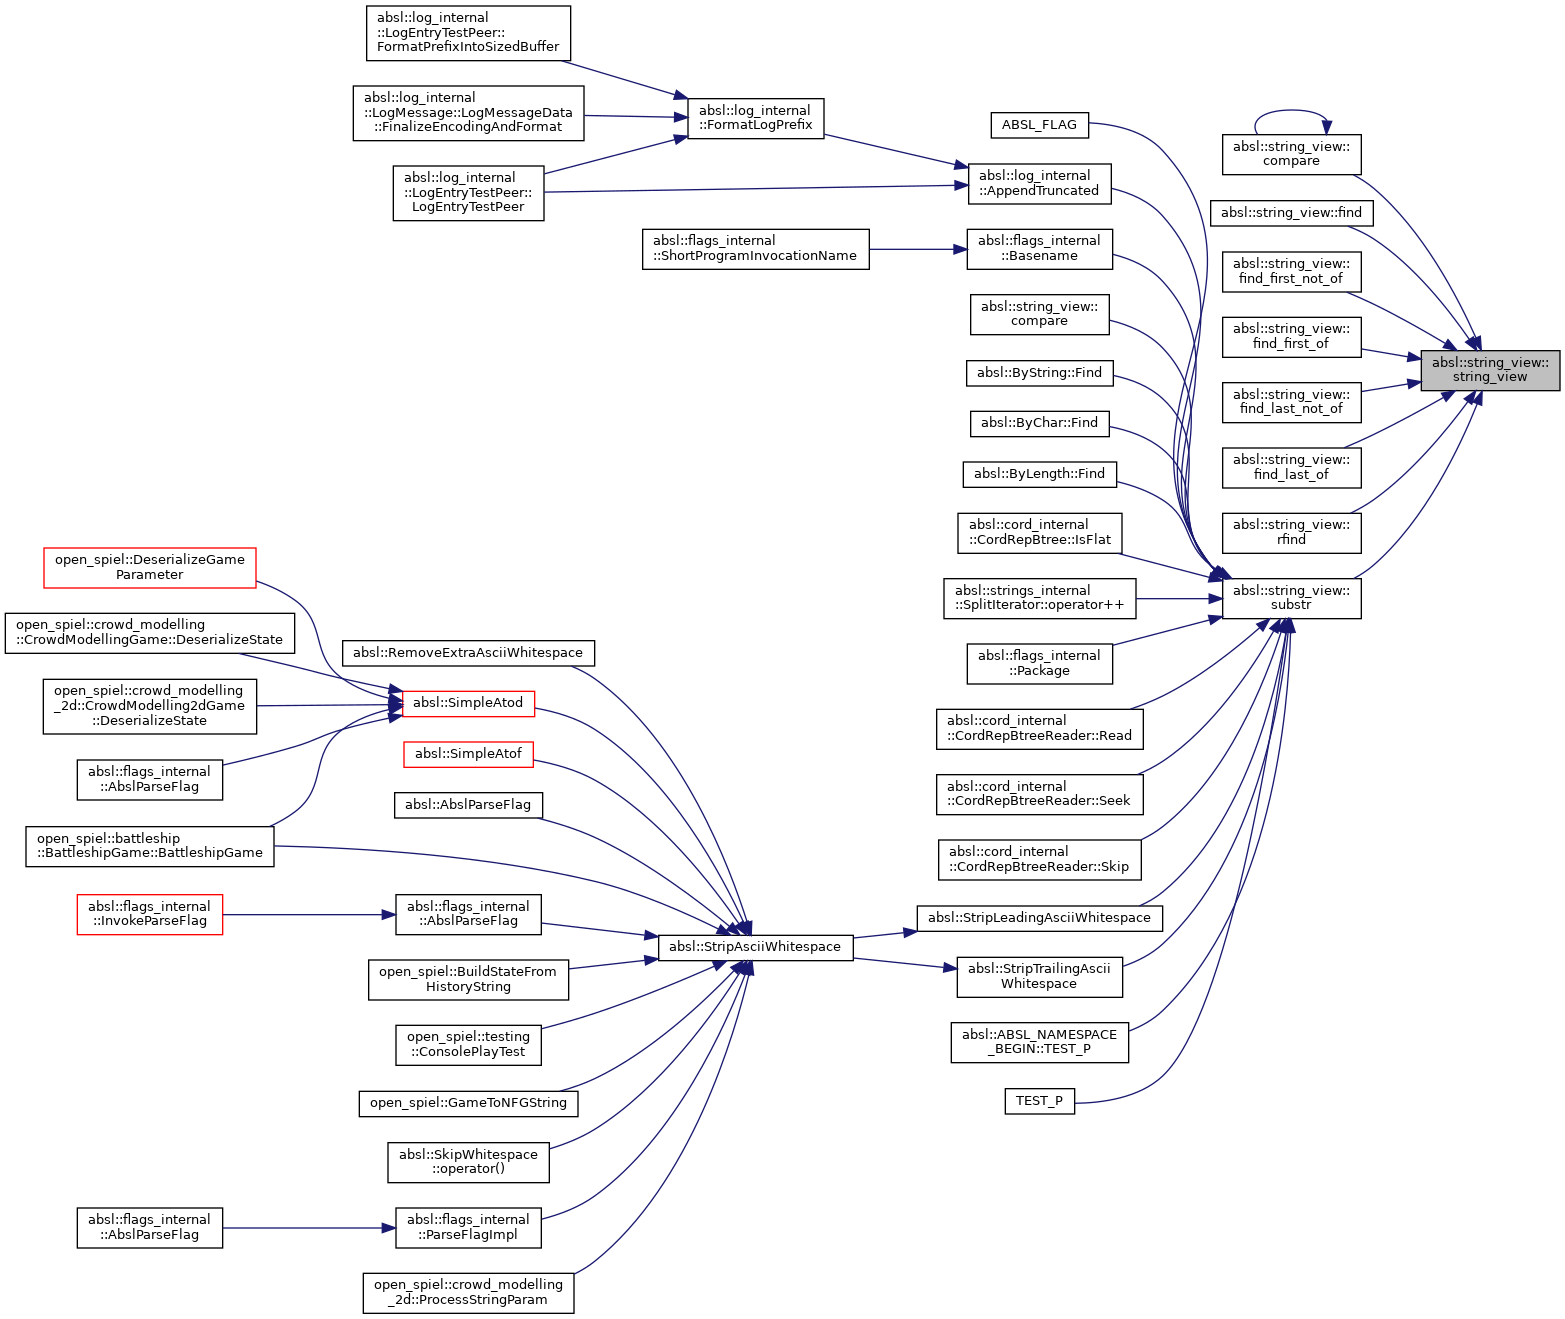 absl::log_internal
::LogEntryTestPeer::
FormatPrefixIntoSizedBuffer
absl::log_internal
::LogMessage::LogMessageData
::FinalizeEncodingAndFormat
absl::log_internal
::LogEntryTestPeer::
LogEntryTestPeer
absl::log_internal
::FormatLogPrefix
absl::flags_internal
::ShortProgramInvocationName
ABSL_FLAG
absl::log_internal
::AppendTruncated
absl::flags_internal
::Basename
absl::string_view::
compare
absl::ByString::Find
absl::ByChar::Find
absl::ByLength::Find
absl::cord_internal
::CordRepBtree::IsFlat
absl::strings_internal
::SplitIterator::operator++
absl::flags_internal
::Package
absl::cord_internal
::CordRepBtreeReader::Read
absl::cord_internal
::CordRepBtreeReader::Seek
absl::cord_internal
::CordRepBtreeReader::Skip
absl::StripLeadingAsciiWhitespace
absl::StripTrailingAscii
Whitespace
absl::ABSL_NAMESPACE
_BEGIN::TEST_P
TEST_P
absl::string_view::
compare
absl::string_view::find
absl::string_view::
find_first_not_of
absl::string_view::
find_first_of
absl::string_view::
find_last_not_of
absl::string_view::
find_last_of
absl::string_view::
rfind
absl::string_view::
substr
absl::string_view::
string_view
open_spiel::DeserializeGame
Parameter
open_spiel::crowd_modelling
::CrowdModellingGame::DeserializeState
open_spiel::crowd_modelling
_2d::CrowdModelling2dGame
::DeserializeState
absl::flags_internal
::AbslParseFlag
open_spiel::battleship
::BattleshipGame::BattleshipGame
absl::flags_internal
::InvokeParseFlag
absl::flags_internal
::AbslParseFlag
absl::RemoveExtraAsciiWhitespace
absl::SimpleAtod
absl::SimpleAtof
absl::AbslParseFlag
absl::flags_internal
::AbslParseFlag
open_spiel::BuildStateFrom
HistoryString
open_spiel::testing
::ConsolePlayTest
open_spiel::GameToNFGString
absl::SkipWhitespace
::operator()
absl::flags_internal
::ParseFlagImpl
open_spiel::crowd_modelling
_2d::ProcessStringParam
absl::StripAsciiWhitespace